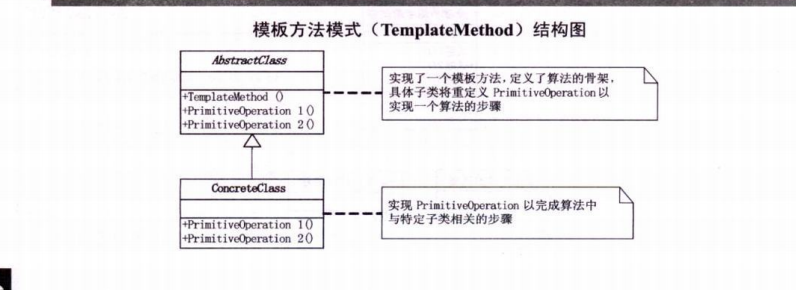 模板方法模式（TemplateMethod）结构图
AbstractClass
+TemplateMethod ()
+PrimitiveOperation 1()
+PrimitiveOperation 2()
实现了一个模板方法，定义了算法的骨架，
具体子类将重定义 PrimitiveOperation 以
实现一个算法的步骤
ConcreteClass
+PrimitiveOperation 1()
+PrimitiveOperation 2()
实现 PrimitiveOperation 以完成算法中
与特定子类相关的步骤